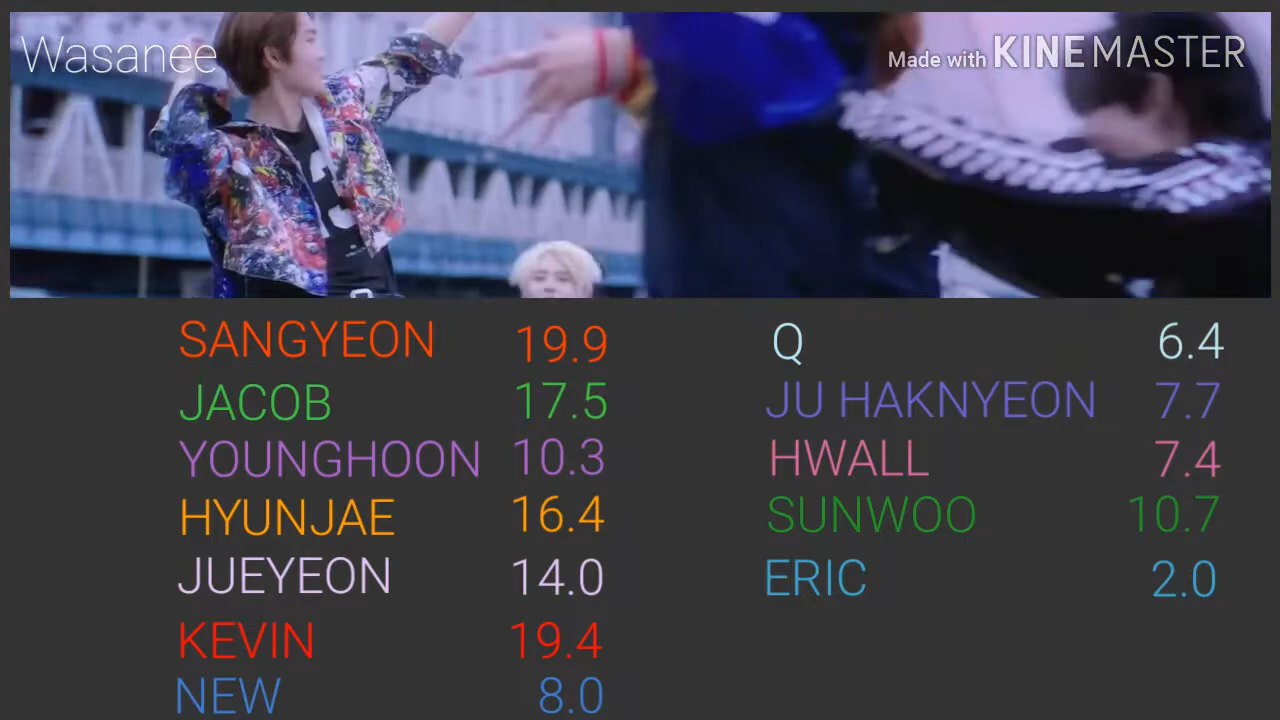 Wasanee
Made with KINEMASTER
SANGYEON 19.9
JACOB 17.5
YOUNGHOON 10.3
HYUNJAE 16.4
JUEYEON 14.0
KEVIN 19.4
NEW 8.0
Q 6.4
JU HAKNYEON 7.7
HWALL 7.4
SUNWOO 10.7
ERIC 2.0